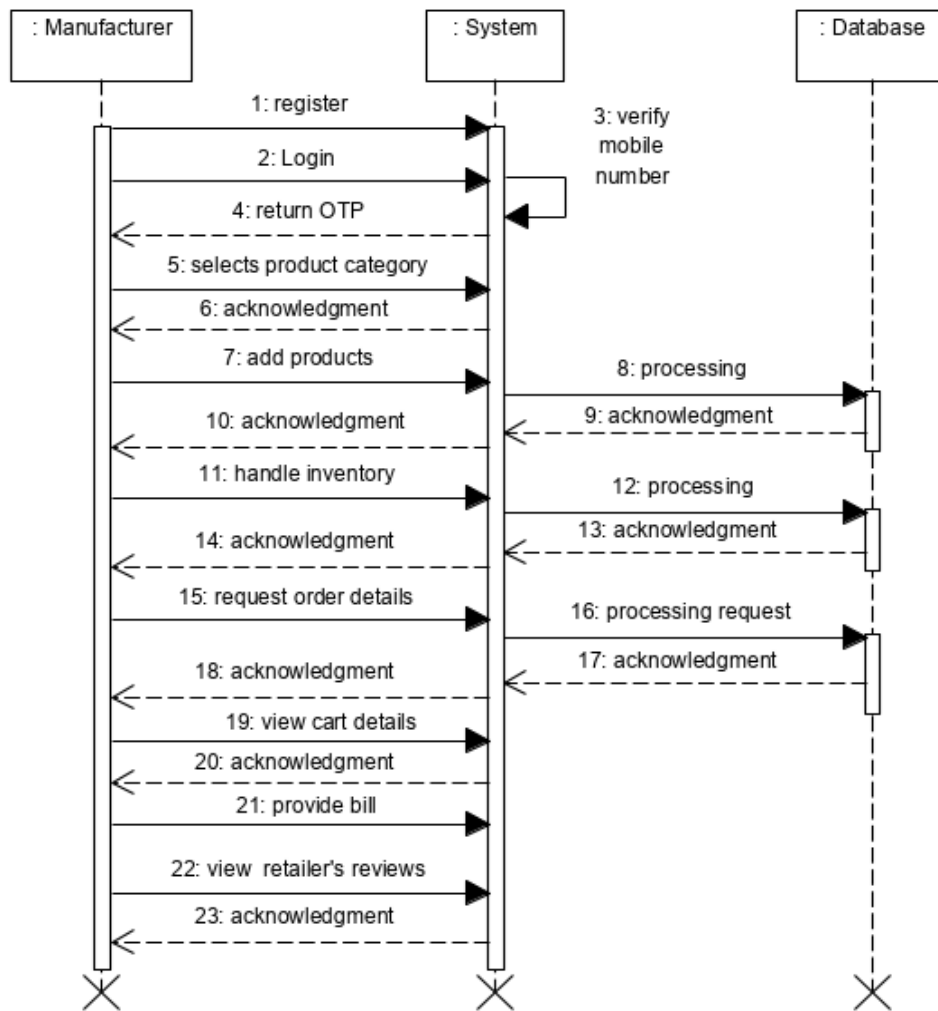 : Manufacturer
: System
: Database
1: register
2: Login
3: verify
mobile
number
4: return OTP
5: selects product category
6: acknowledgment
7: add products
8: processing
9: acknowledgment
10: acknowledgment
11: handle inventory
12: processing
13: acknowledgment
14: acknowledgment
15: request order details
16: processing request
17: acknowledgment
18: acknowledgment
19: view cart details
20: acknowledgment
21: provide bill
22: view retailer's reviews
23: acknowledgment